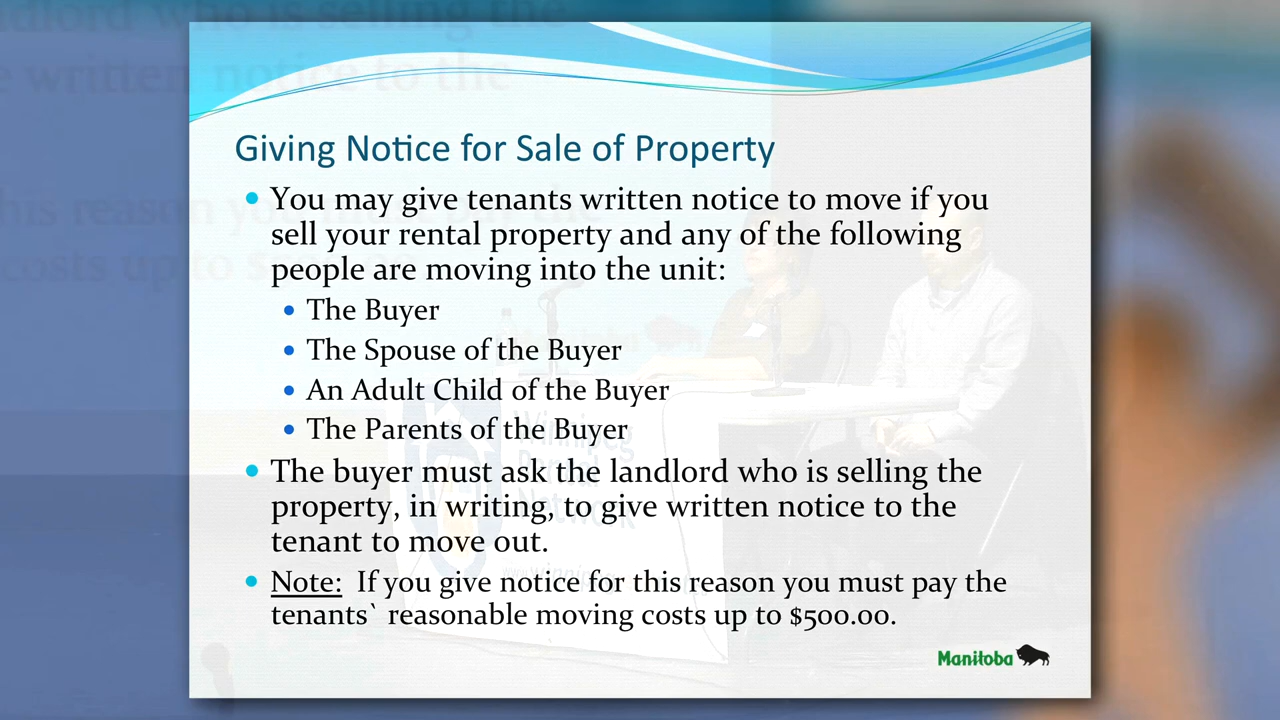 Giving Notice for Sale of Property
You may give tenants written notice to move if you
sell your rental property and any of the following
people are moving into the unit:
The Buyer
The Spouse of the Buyer
An Adult Child of the Buyer
The Parents of the Buyer
The buyer must ask the landlord who is selling the
property, in writing, to give written notice to the
tenant to move out.
Note: If you give notice for this reason you must pay the
tenants` reasonable moving costs up to $500.00.
Manitoba